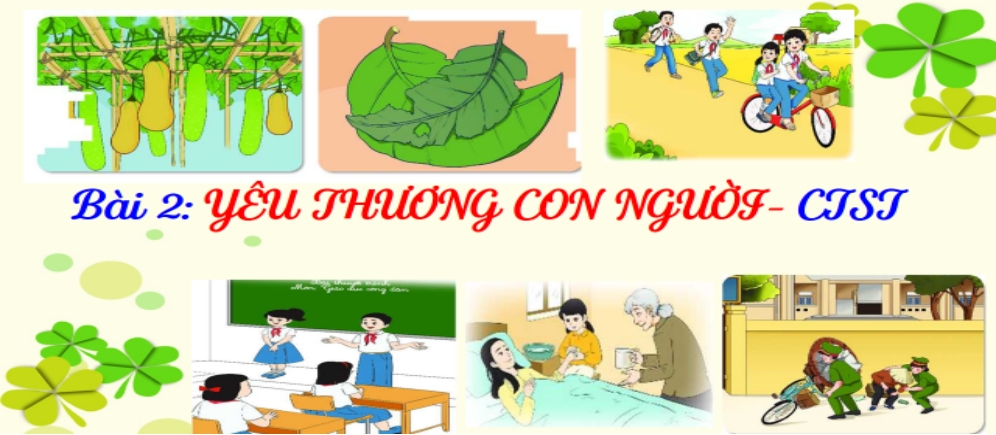 Bài 2: YÊU THƯƠNG CON NGƯỜI- CTST